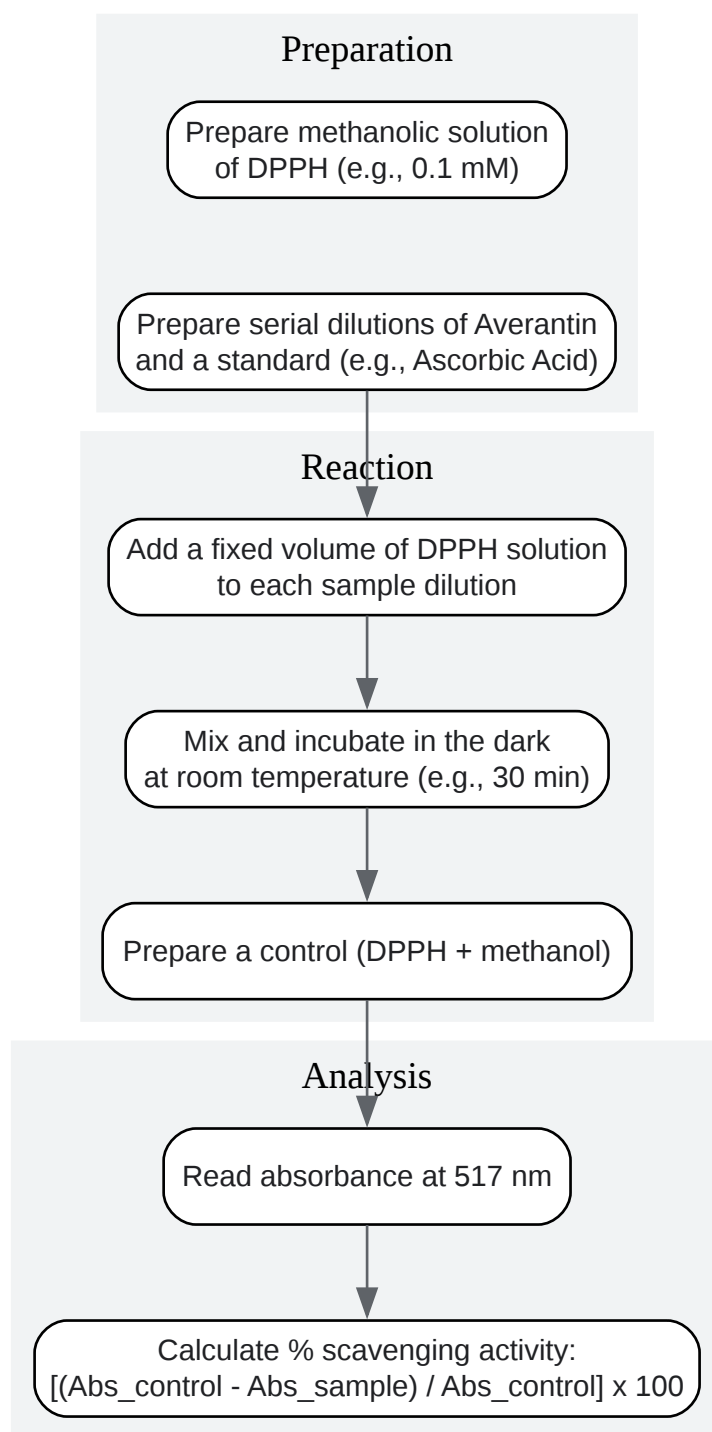 Preparation
Prepare methanolic solution
of DPPH (e.g., 0.1 mM)
Prepare serial dilutions of Averantin
and a standard (e.g., Ascorbic Acid)
Reaction
Add a fixed volume of DPPH solution
to each sample dilution
Mix and incubate in the dark
at room temperature (e.g., 30 min)
Prepare a control (DPPH + methanol)
Analysis
Read absorbance at 517 nm
Calculate % scavenging activity:
[(Abs_control - Abs_sample) / Abs_control] x 100